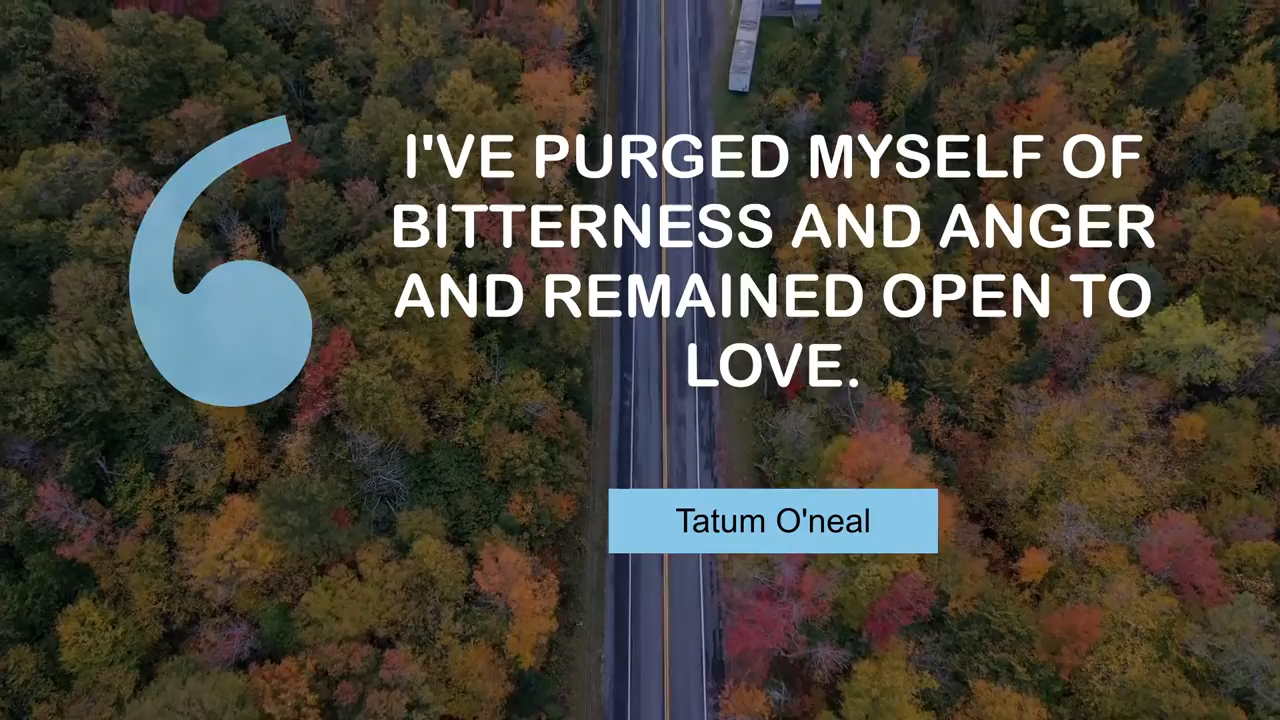 I'VE PURGED MYSELF OF
BITTERNESS AND ANGER
AND REMAINED OPEN TO
LOVE.
Tatum O'neal